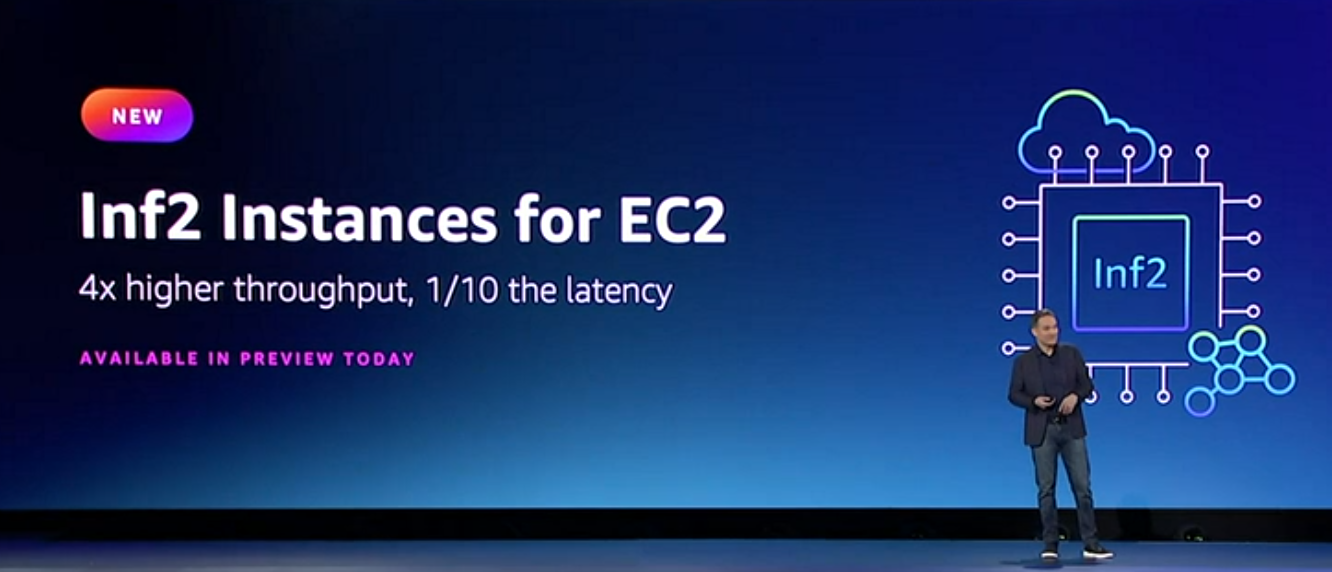 NEW
Inf2 Instances for EC2
4x higher throughput, 1/10 the latency
AVAILABLE IN PREVIEW TODAY
Inf2